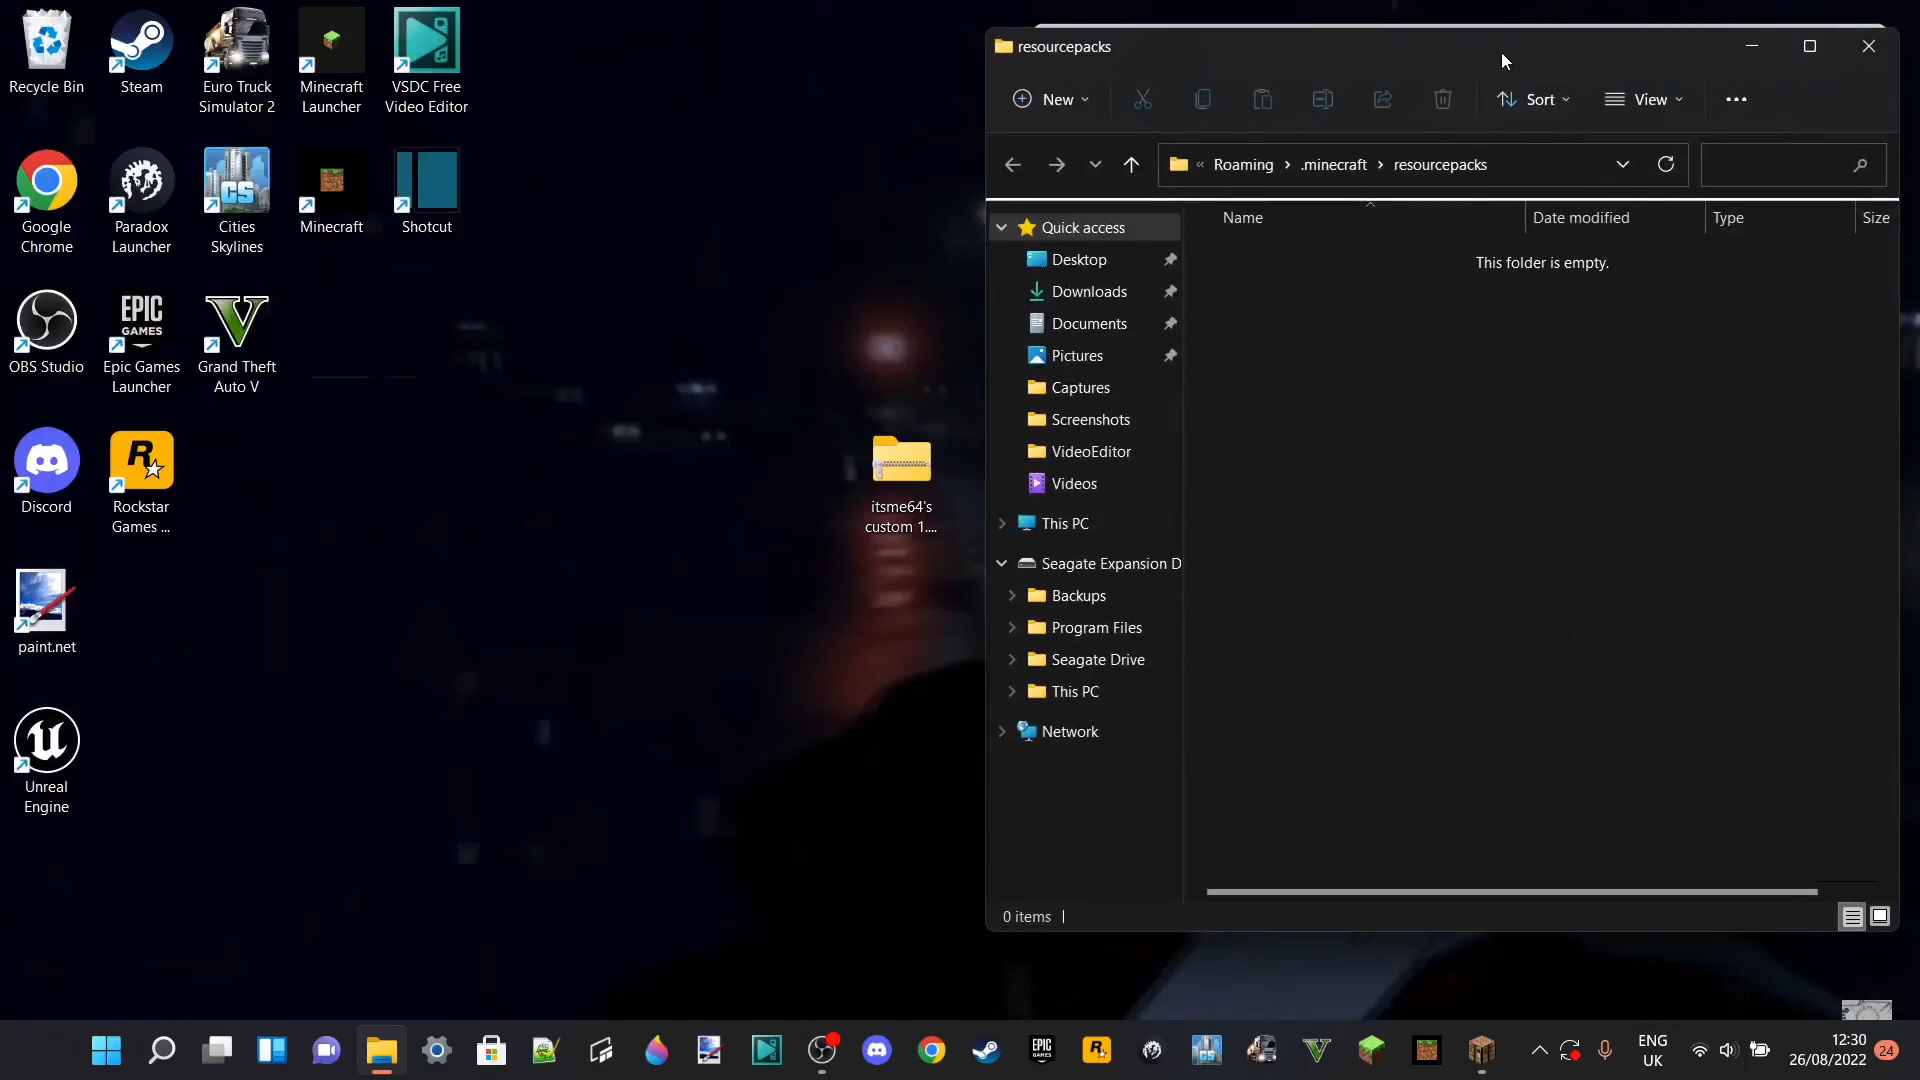 Recycle Bin
Steam
Euro Truck
Simulator 2
Minecraft
Launcher
VSDC Free
Video Editor
Google
Chrome
Paradox
Launcher
CS
Cities
Skylines
Minecraft
Shotcut
OBS Studio
EPIC
GAMES
Epic Games
Launcher
Grand Theft
Auto V
Discord
R
Rockstar
Games ...
itsme64's
custom 1....
paint.net
Unreal
Engine
resourcepacks
New
Sort
View
« Roaming > .minecraft > resourcepacks
Name
Date modified
Type
Size
This folder is empty.
Quick access
Desktop
Downloads
Documents
Pictures
Captures
Screenshots
VideoEditor
Videos
This PC
Seagate Expansion D
Backups
Program Files
Seagate Drive
This PC
Network
0 items
EPIC
R
CS
ENG
UK
12:30
26/08/2022
24